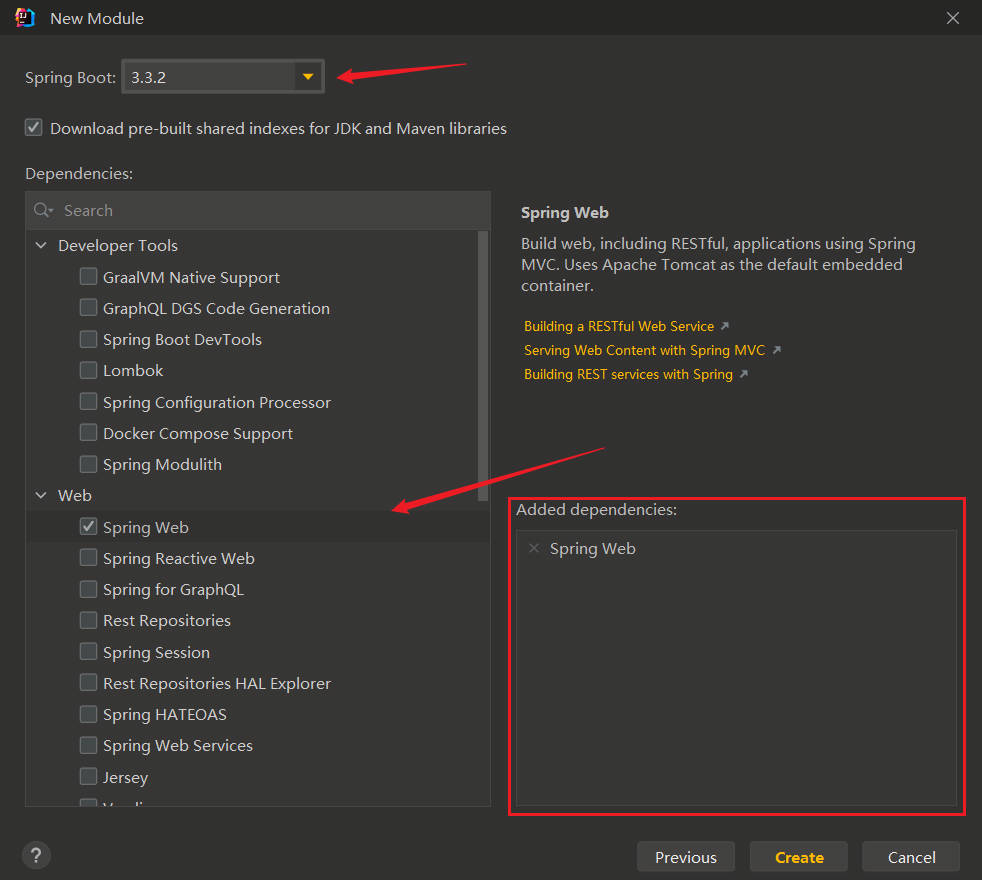 New Module
Spring Boot: 3.3.2
Download pre-built shared indexes for JDK and Maven libraries
Dependencies:
Search
Developer Tools
GraalVM Native Support
GraphQL DGS Code Generation
Spring Boot DevTools
Lombok
Spring Configuration Processor
Docker Compose Support
Spring Modulith
Web
Spring Web
Spring Reactive Web
Spring for GraphQL
Rest Repositories
Spring Session
Rest Repositories HAL Explorer
Spring HATEOAS
Spring Web Services
Jersey
Spring Web
Build web, including RESTful, applications using Spring
MVC. Uses Apache Tomcat as the default embedded
container.
Building a RESTful Web Service
Serving Web Content with Spring MVC
Building REST services with Spring
Added dependencies:
Spring Web
?
Previous
Create
Cancel